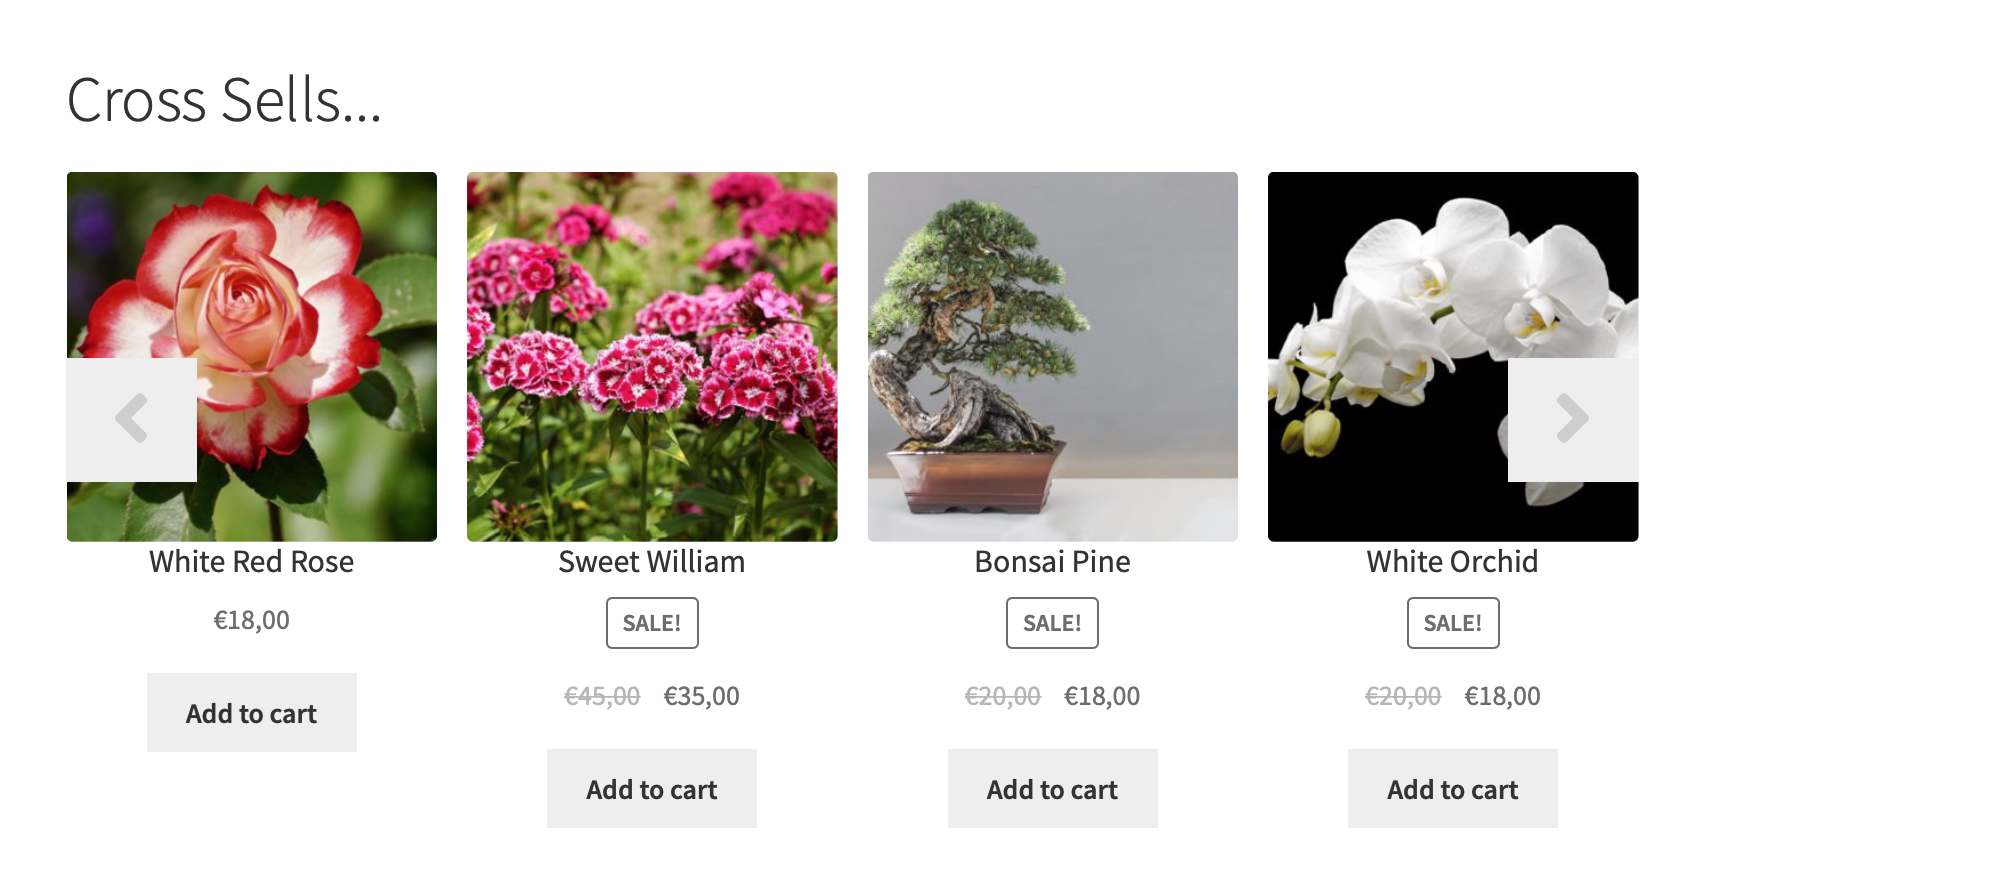 Cross Sells...
White Red Rose
€18,00
Add to cart
Sweet William
SALE!
€45,00 €35,00
Add to cart
Bonsai Pine
SALE!
€20,00 €18,00
Add to cart
White Orchid
SALE!
€20,00 €18,00
Add to cart